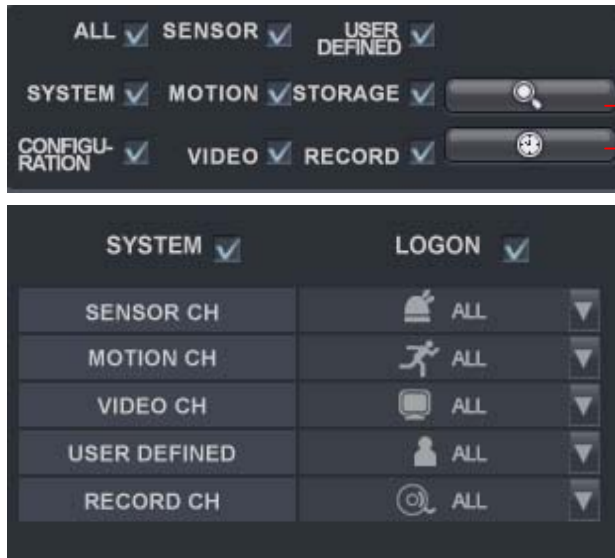 ALL SENSOR USER DEFINED
SYSTEM MOTION STORAGE
CONFIGU-RATION VIDEO RECORD
SYSTEM LOGON
SENSOR CH ALL
MOTION CH ALL
VIDEO CH ALL
USER DEFINED ALL
RECORD CH ALL